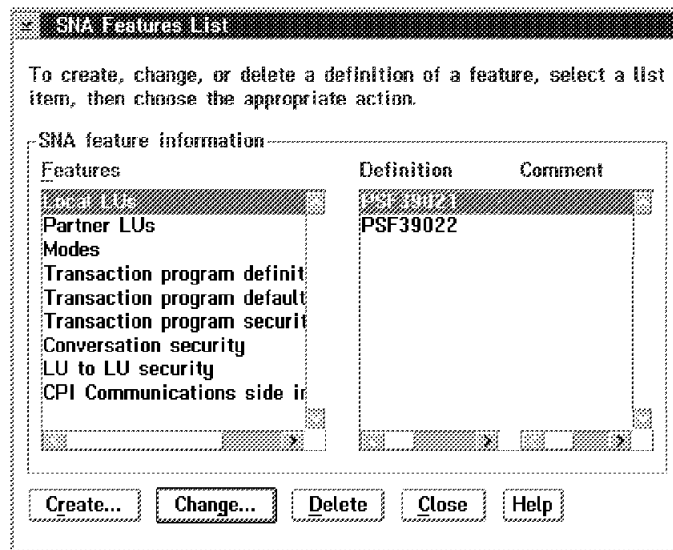 SNA Features List
To create, change, or delete a definition of a feature, select a list
item, then choose the appropriate action.
SNA feature information
Features
Definition Comment
Local LUs
Partner LUs
Modes
Transaction program definit
Transaction program default
Transaction program securit
Conversation security
LU to LU security
CPI Communications side in
PSF39021
PSF39022
Create... Change... Delete Close Help